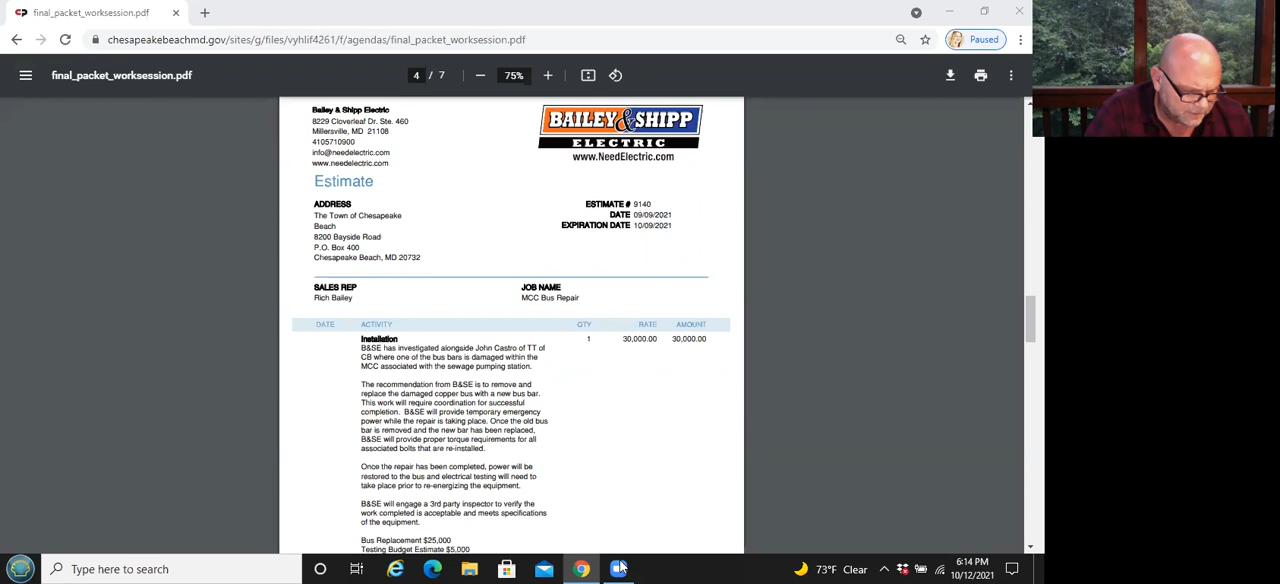 final_packet_worksession.pdf
chesapeakebeachmd.gov/sites/g/files/vyhlif4261/f/agendas/final_packet_worksession.pdf
Paused
final_packet_worksession.pdf
4 / 7
75%
Bailey & Shipp Electric
8229 Cloverleaf Dr. Ste. 460
Millersville, MD 21108
4105710900
info@needelectric.com
www.needelectric.com
BAILEY & SHIPP
ELECTRIC
www.NeedElectric.com
Estimate
ADDRESS
The Town of Chesapeake
Beach
8200 Bayside Road
P.O. Box 400
Chesapeake Beach, MD 20732
ESTIMATE # 9140
DATE 09/09/2021
EXPIRATION DATE 10/09/2021
SALES REP
Rich Bailey
JOB NAME
MCC Bus Repair
DATE ACTIVITY QTY RATE AMOUNT
Installation 1 30,000.00 30,000.00
B&SE has investigated alongside John Castro of TT of
CB where one of the bus bars is damaged within the
MCC associated with the sewage pumping station.
The recommendation from B&SE is to remove and
replace the damaged copper bus with a new bus bar.
This work will require coordination for successful
completion. B&SE will provide temporary emergency
power while the repair is taking place. Once the old bus
bar is removed and the new bar has been replaced,
B&SE will provide proper torque requirements for all
associated bolts that are re-installed.
Once the repair has been completed, power will be
restored to the bus and electrical testing will need to
take place prior to re-energizing the equipment.
B&SE will engage a 3rd party inspector to verify the
work completed is acceptable and meets specifications
of the equipment.
Bus Replacement $25,000
Testing Budget Estimate $5,000
Type here to search
73°F Clear
6:14 PM
10/12/2021